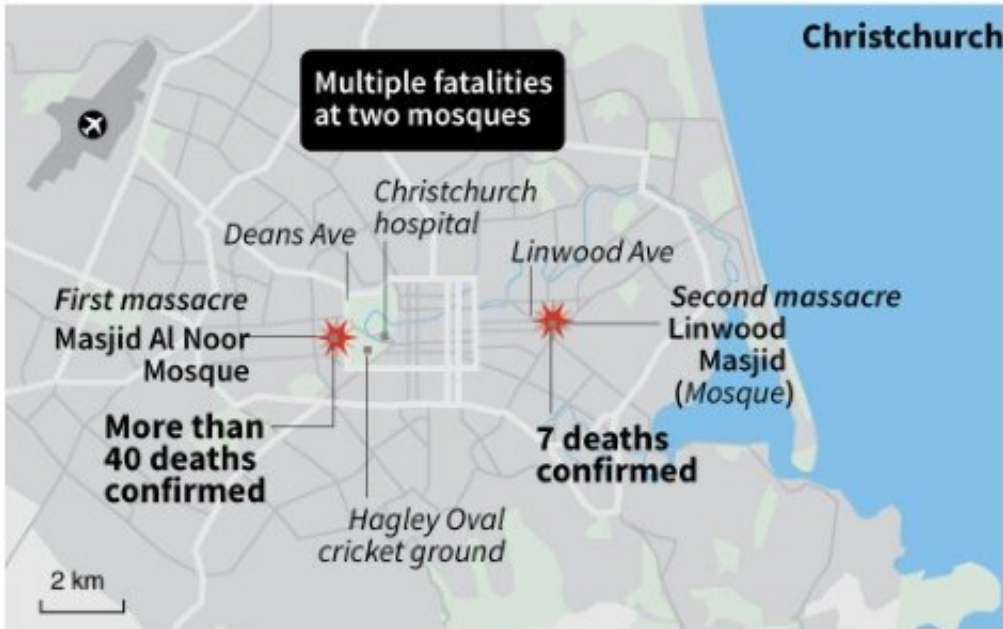 Christchurch
Multiple fatalities
at two mosques
Christchurch
hospital
Deans Ave
Linwood Ave
First massacre
Masjid Al Noor
Mosque
Second massacre
Linwood
Masjid
(Mosque)
More than
40 deaths
confirmed
7 deaths
confirmed
Hagley Oval
cricket ground
2 km